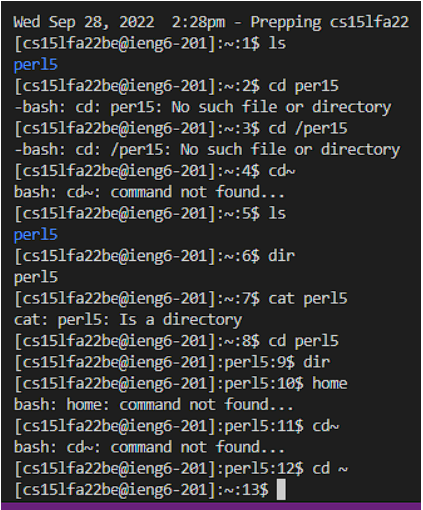 Wed Sep 28, 2022  2:28pm - Prepping cs15lfa22
[cs15lfa22be@ieng6-201]:~:1$ ls
perl5
[cs15lfa22be@ieng6-201]:~:2$ cd per15
-bash: cd: per15: No such file or directory
[cs15lfa22be@ieng6-201]:~:3$ cd /per15
-bash: cd: /per15: No such file or directory
[cs15lfa22be@ieng6-201]:~:4$ cd~
bash: cd~: command not found...
[cs15lfa22be@ieng6-201]:~:5$ ls
perl5
[cs15lfa22be@ieng6-201]:~:6$ dir
perl5
[cs15lfa22be@ieng6-201]:~:7$ cat perl5
cat: perl5: Is a directory
[cs15lfa22be@ieng6-201]:~:8$ cd perl5
[cs15lfa22be@ieng6-201]:perl5:9$ dir
[cs15lfa22be@ieng6-201]:perl5:10$ home
bash: home: command not found...
[cs15lfa22be@ieng6-201]:perl5:11$ cd~
bash: cd~: command not found...
[cs15lfa22be@ieng6-201]:perl5:12$ cd ~
[cs15lfa22be@ieng6-201]:~:13$